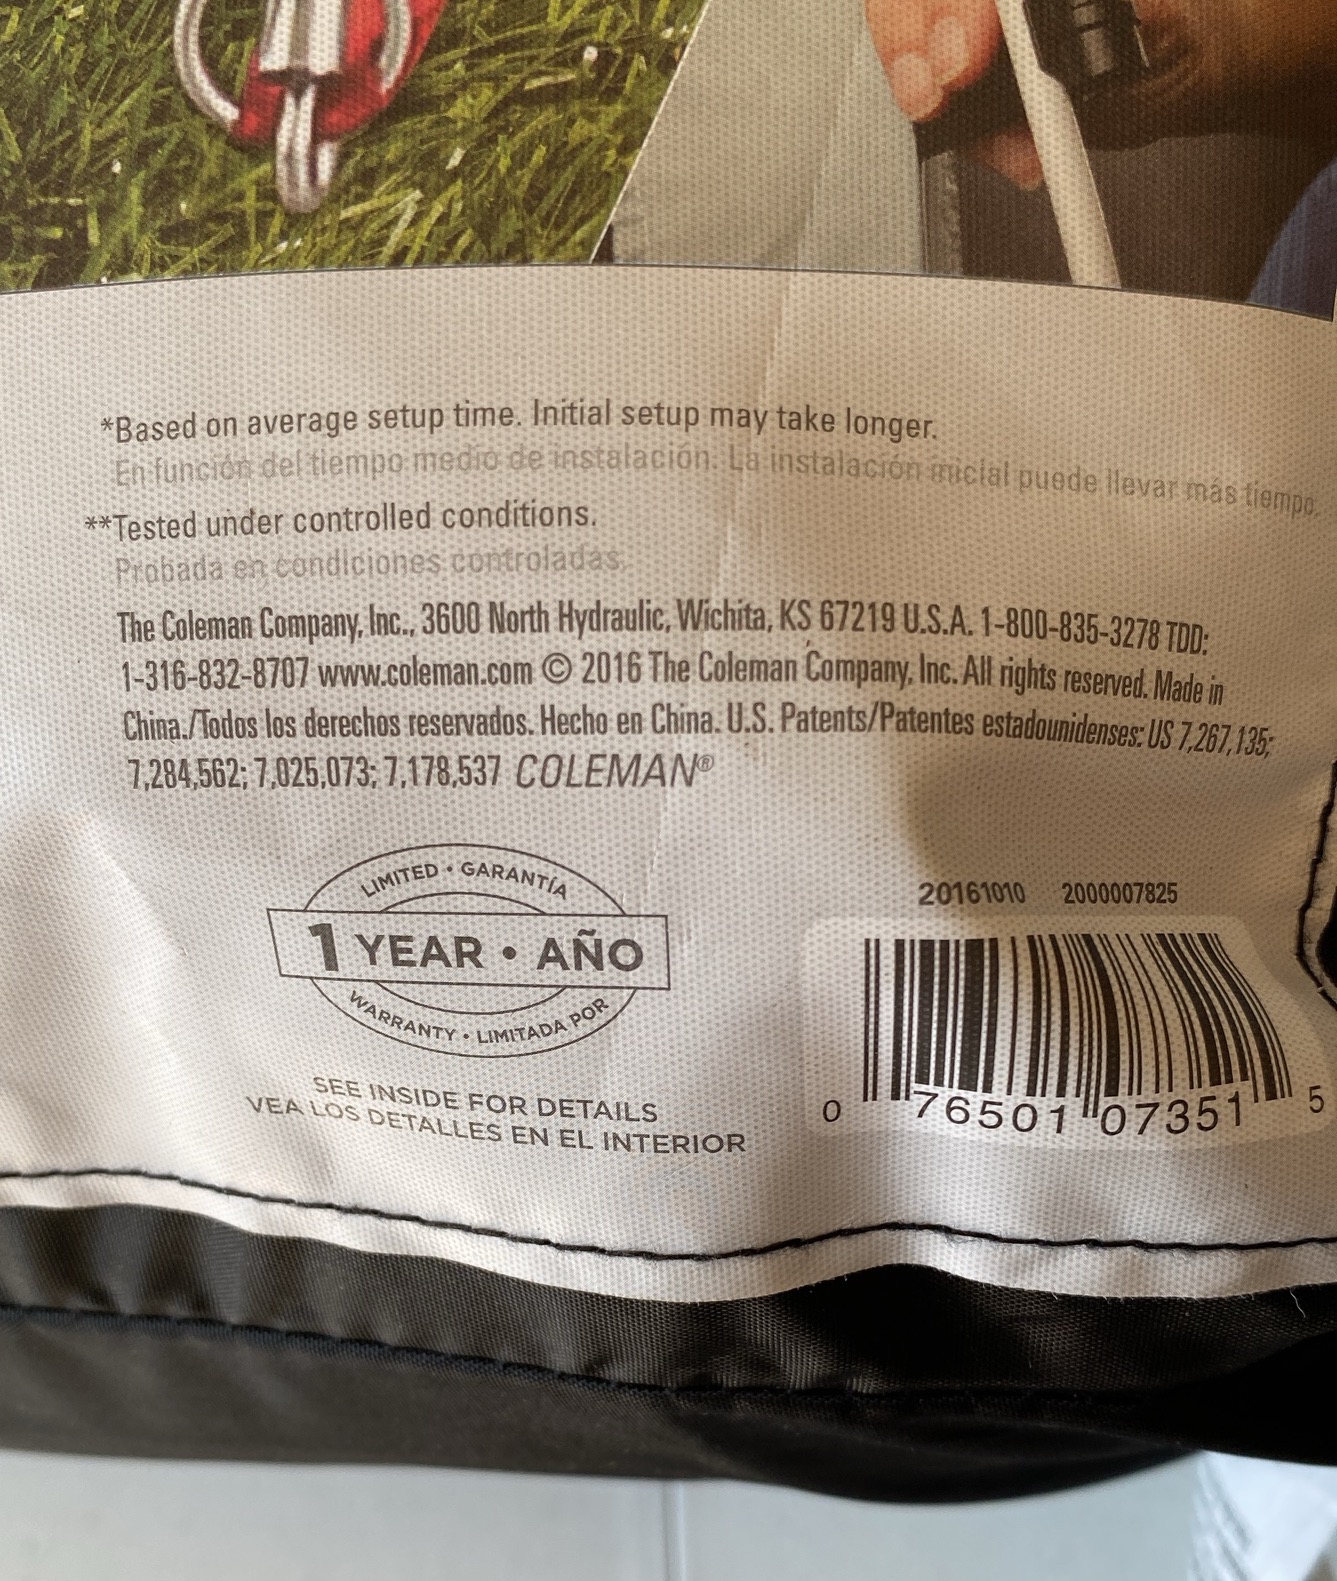 *Based on average setup time. Initial setup may take longer.
En función del tiempo medio de instalación. La instalación inicial puede llevar más tiempo.
**Tested under controlled conditions.
Probada en condiciones controladas.
The Coleman Company, Inc., 3600 North Hydraulic, Wichita, KS 67219 U.S.A. 1-800-835-3278 TDD:
1-316-832-8707 www.coleman.com © 2016 The Coleman Company, Inc. All rights reserved. Made in
China./Todos los derechos reservados. Hecho en China. U.S. Patents/Patentes estadounidenses: US 7,267,135;
7,284,562; 7,025,073; 7,178,537 COLEMAN®
LIMITED • GARANTÍA
1 YEAR • AÑO
WARRANTY • LIMITADA POR
SEE INSIDE FOR DETAILS
VEA LOS DETALLES EN EL INTERIOR
20161010 2000007825
0 76501 07351 5